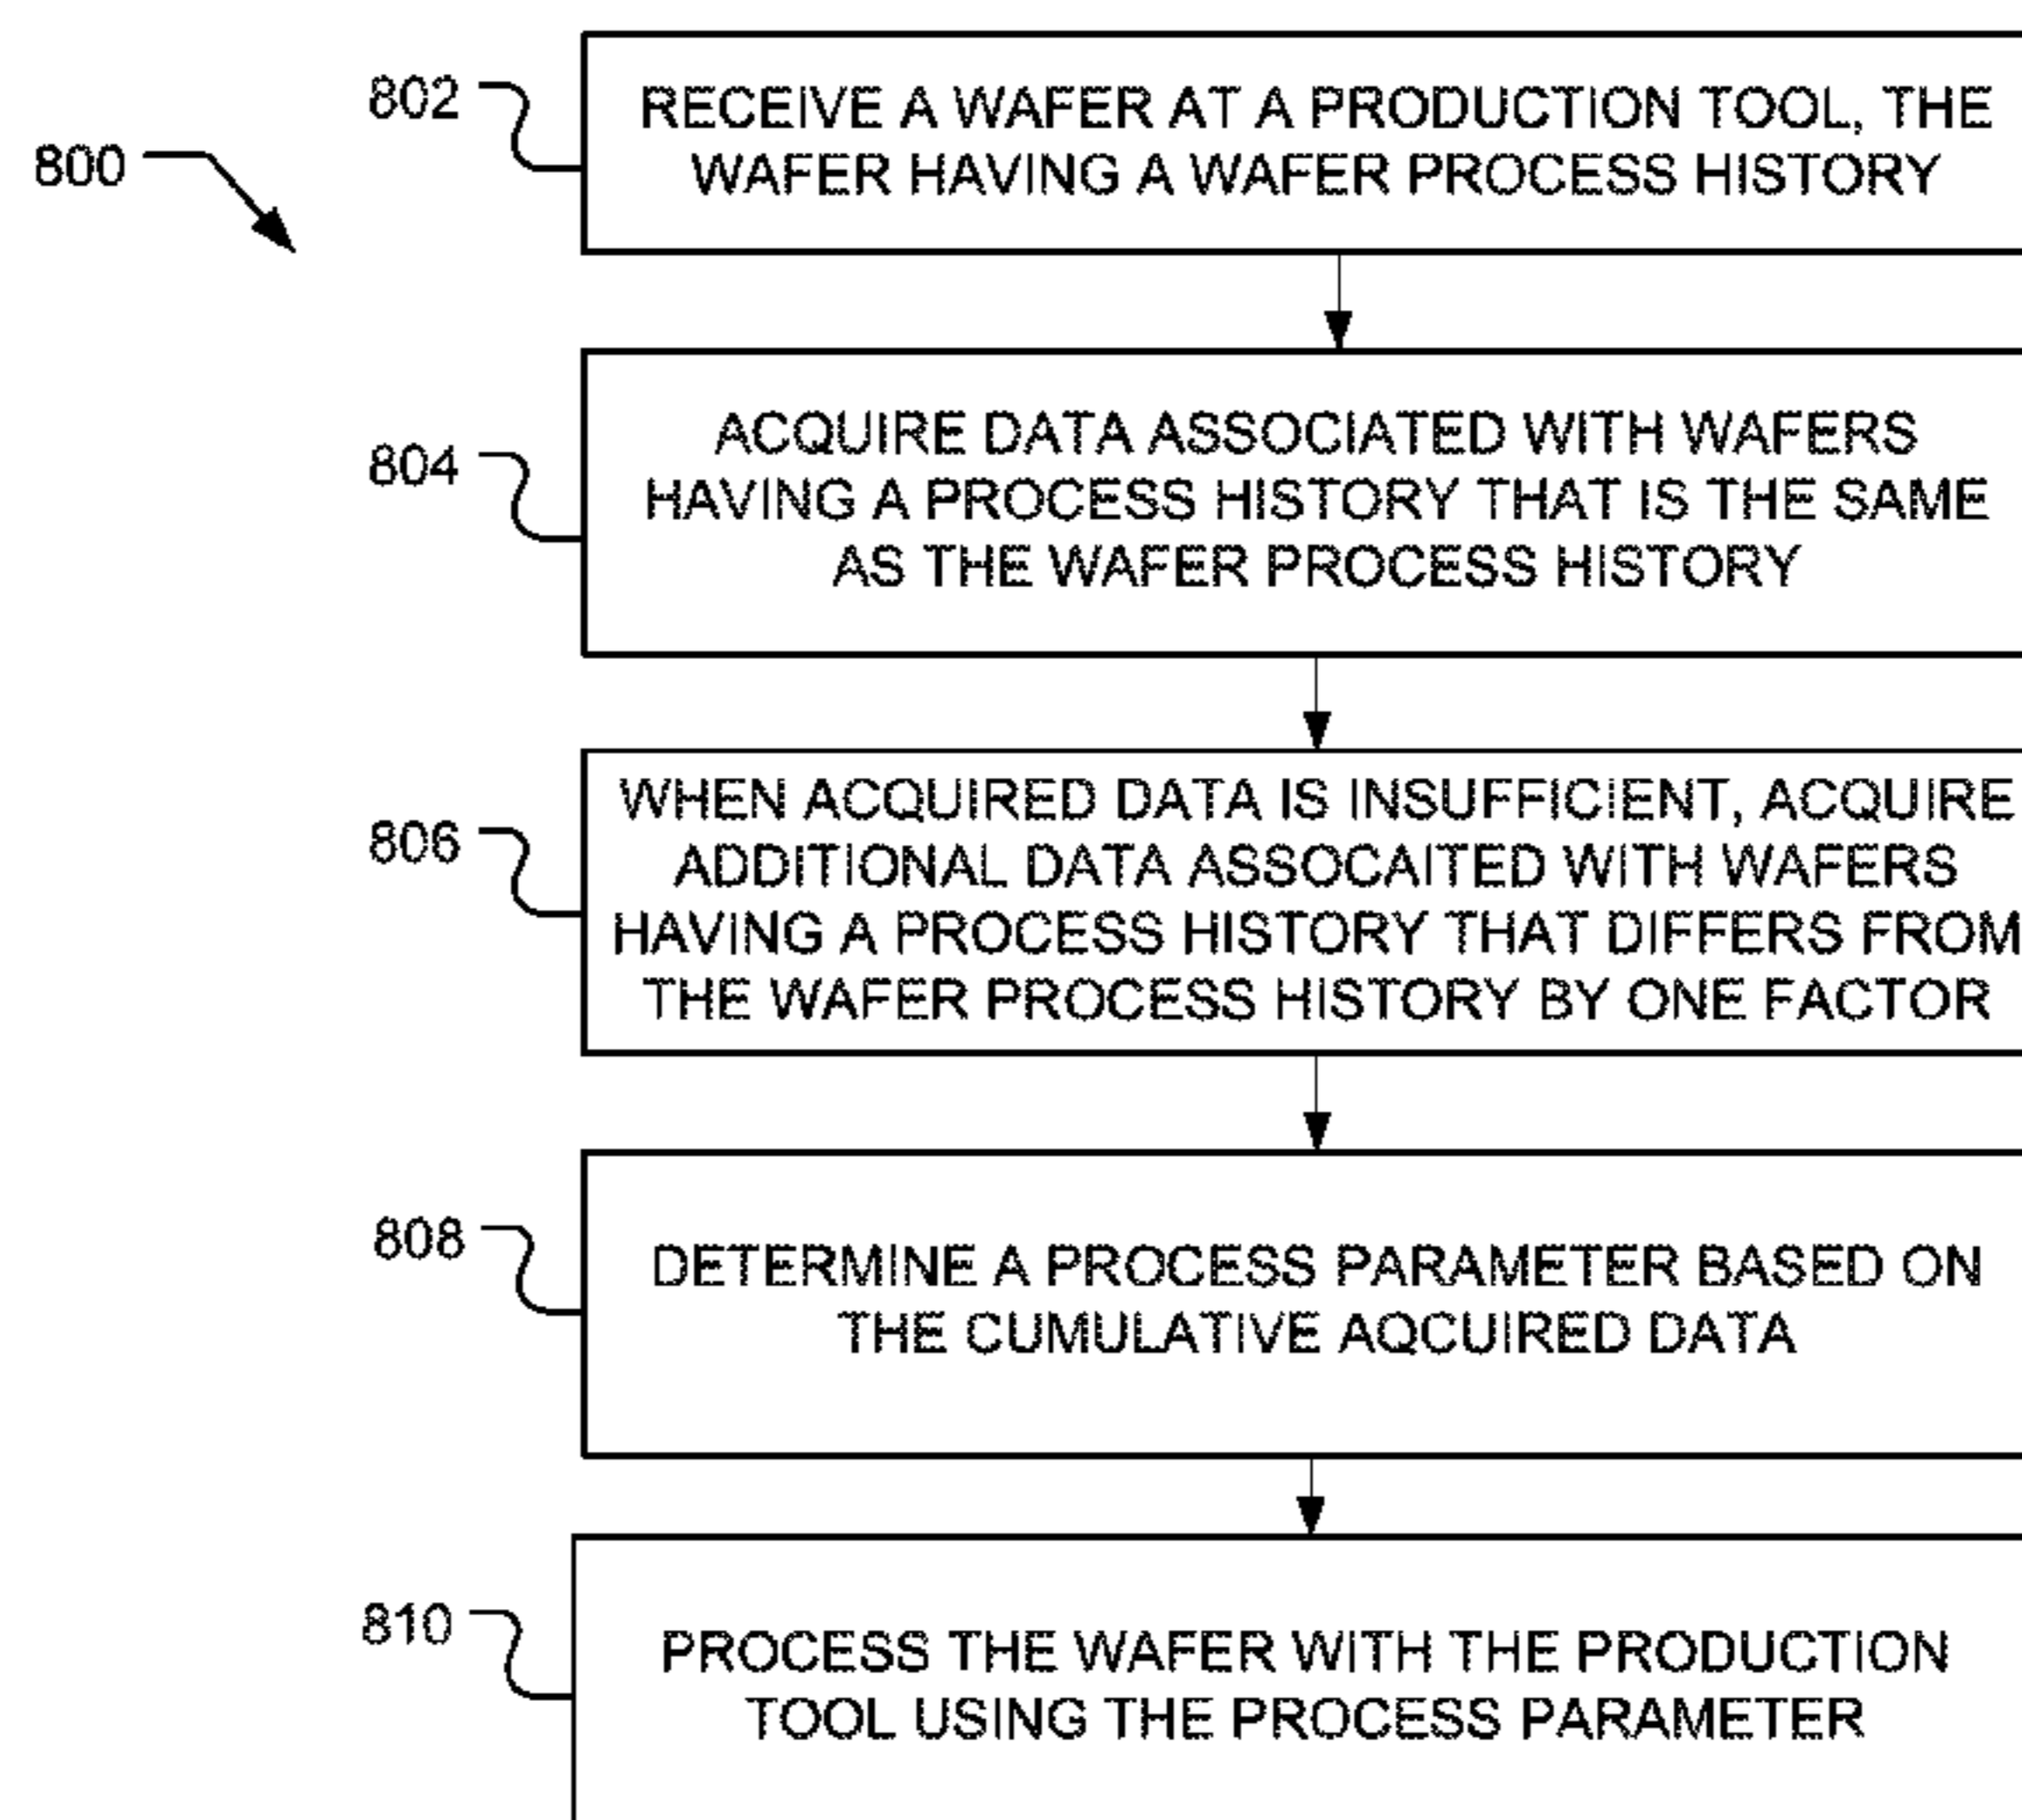 802
RECEIVE A WAFER AT A PRODUCTION TOOL, THE
WAFER HAVING A WAFER PROCESS HISTORY
800
804
ACQUIRE DATA ASSOCIATED WITH WAFERS
HAVING A PROCESS HISTORY THAT IS THE SAME
AS THE WAFER PROCESS HISTORY
806
WHEN ACQUIRED DATA IS INSUFFICIENT, ACQUIRE
ADDITIONAL DATA ASSOCAITED WITH WAFERS
HAVING A PROCESS HISTORY THAT DIFFERS FROM
THE WAFER PROCESS HISTORY BY ONE FACTOR
808
DETERMINE A PROCESS PARAMETER BASED ON
THE CUMULATIVE AQCUIRED DATA
810
PROCESS THE WAFER WITH THE PRODUCTION
TOOL USING THE PROCESS PARAMETER